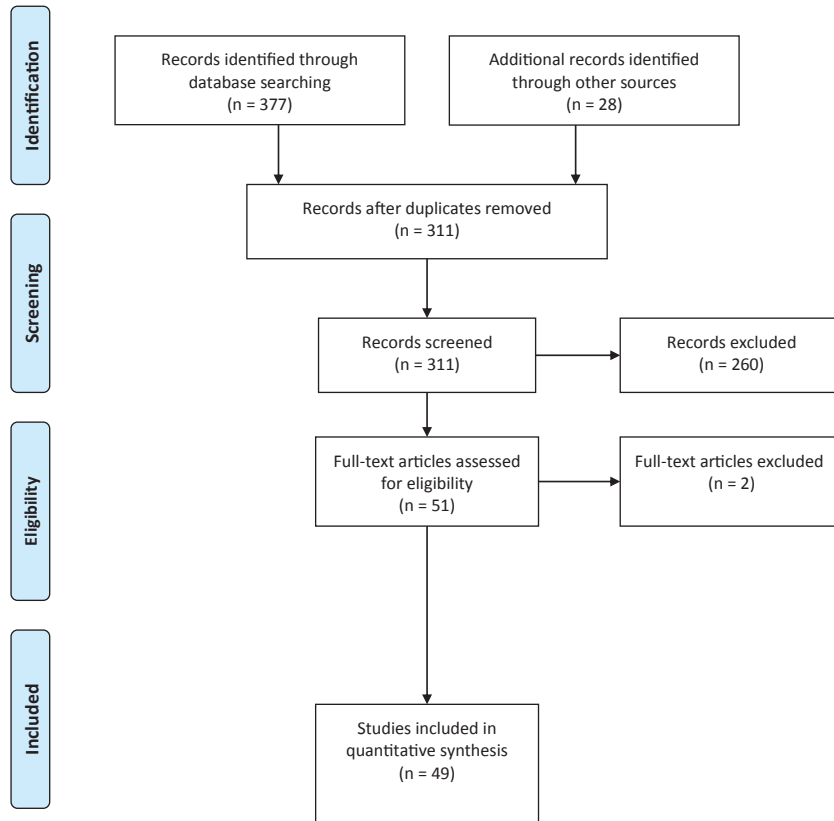 Identification
Records identified through
database searching
(n = 377)
Additional records identified
through other sources
(n = 28)
Records after duplicates removed
(n = 311)
Screening
Records screened
(n = 311)
Records excluded
(n = 260)
Eligibility
Full-text articles assessed
for eligibility
(n = 51)
Full-text articles excluded
(n = 2)
Included
Studies included in
quantitative synthesis
(n = 49)